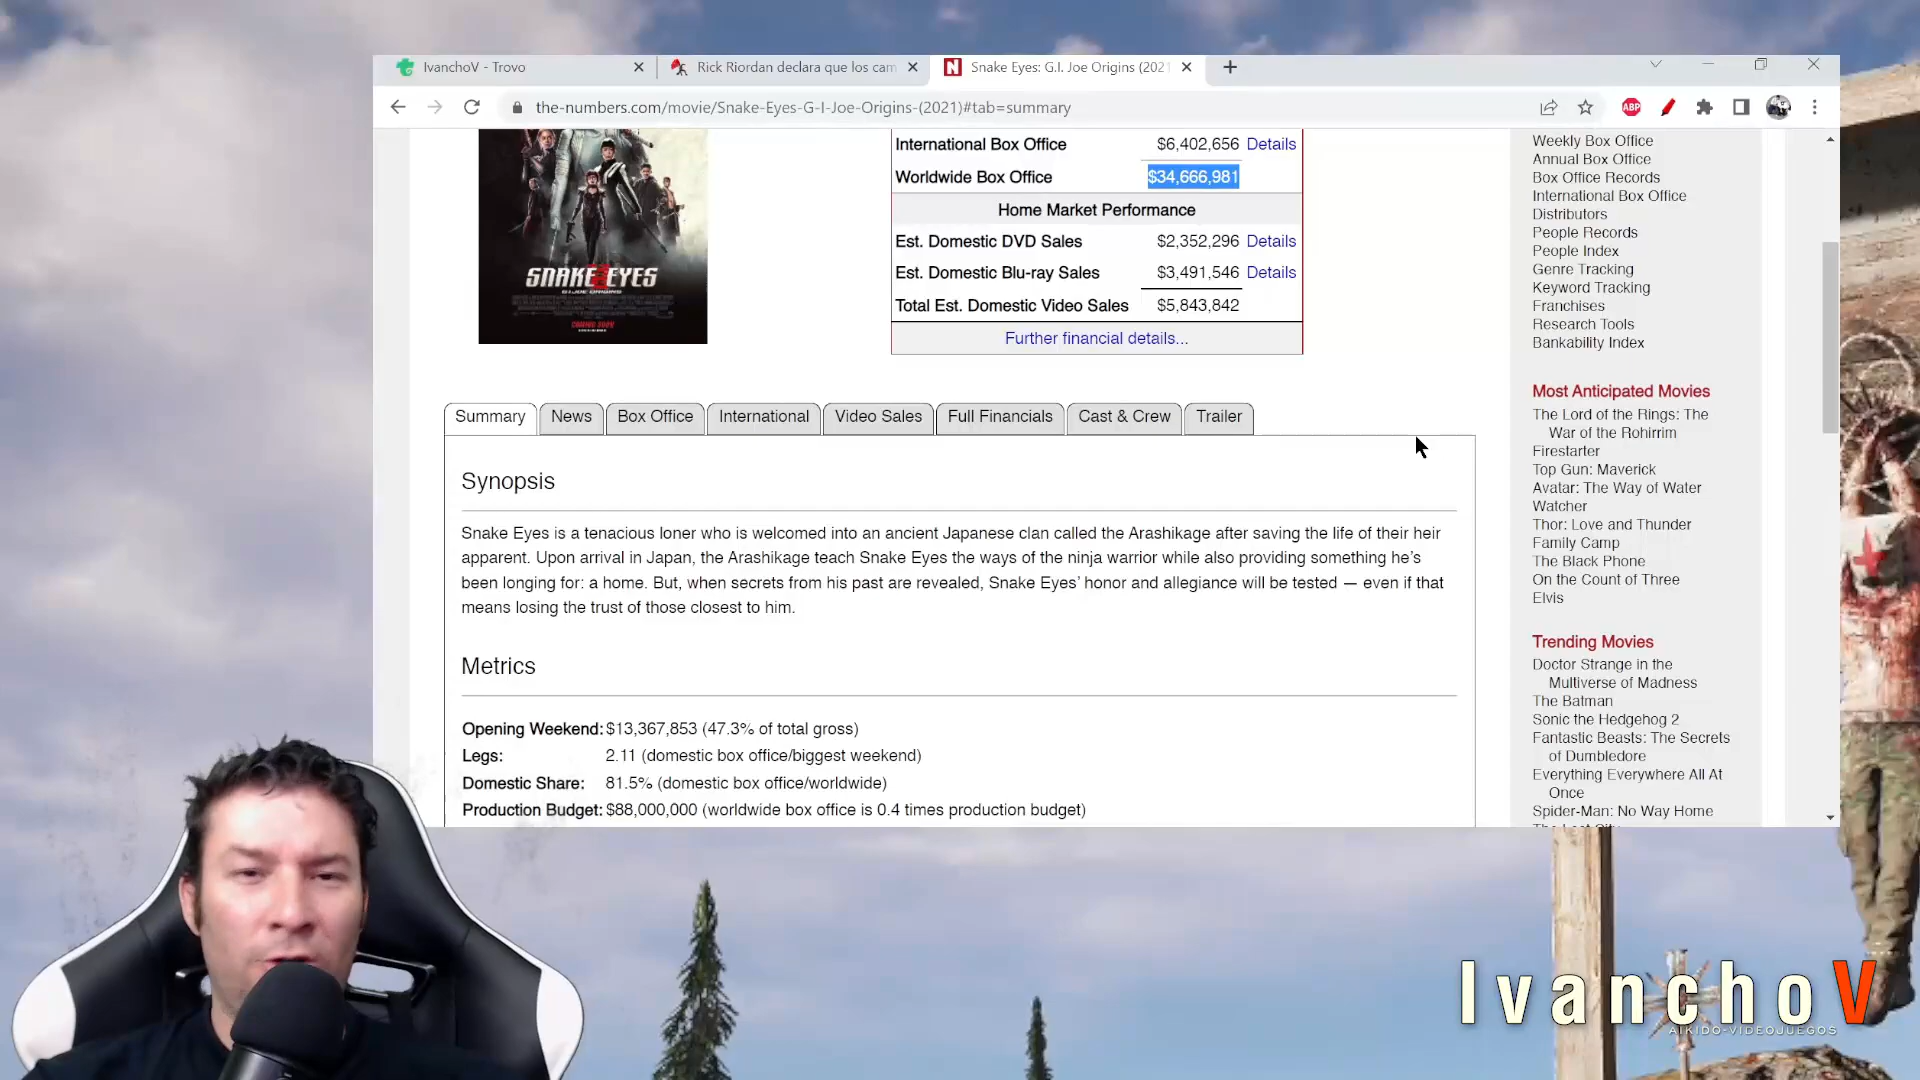 IvanchoV - Trovo
Rick Riordan declara que los cam
Snake Eyes: G.I. Joe Origins (2021
the-numbers.com/movie/Snake-Eyes-G-I-Joe-Origins-(2021)#tab=summary
ABP
SNAKE EYES
G.I. JOE ORIGINS
COMING SOON
International Box Office $6,402,656 Details
Worldwide Box Office $34,666,981
Home Market Performance
Est. Domestic DVD Sales $2,352,296 Details
Est. Domestic Blu-ray Sales $3,491,546 Details
Total Est. Domestic Video Sales $5,843,842
Further financial details...
Summary News Box Office International Video Sales Full Financials Cast & Crew Trailer
Synopsis
Snake Eyes is a tenacious loner who is welcomed into an ancient Japanese clan called the Arashikage after saving the life of their heir
apparent. Upon arrival in Japan, the Arashikage teach Snake Eyes the ways of the ninja warrior while also providing something he's
been longing for: a home. But, when secrets from his past are revealed, Snake Eyes' honor and allegiance will be tested — even if that
means losing the trust of those closest to him.
Metrics
Opening Weekend: $13,367,853 (47.3% of total gross)
Legs: 2.11 (domestic box office/biggest weekend)
Domestic Share: 81.5% (domestic box office/worldwide)
Production Budget: $88,000,000 (worldwide box office is 0.4 times production budget)
Weekly Box Office
Annual Box Office
Box Office Records
International Box Office
Distributors
People Records
People Index
Genre Tracking
Keyword Tracking
Franchises
Research Tools
Bankability Index
Most Anticipated Movies
The Lord of the Rings: The
War of the Rohirrim
Firestarter
Top Gun: Maverick
Avatar: The Way of Water
Watcher
Thor: Love and Thunder
Family Camp
The Black Phone
On the Count of Three
Elvis
Trending Movies
Doctor Strange in the
Multiverse of Madness
The Batman
Sonic the Hedgehog 2
Fantastic Beasts: The Secrets
of Dumbledore
Everything Everywhere All At
Once
Spider-Man: No Way Home
The Lost City
IvanchoV
AIKIDO-VIDEOJUEGOS